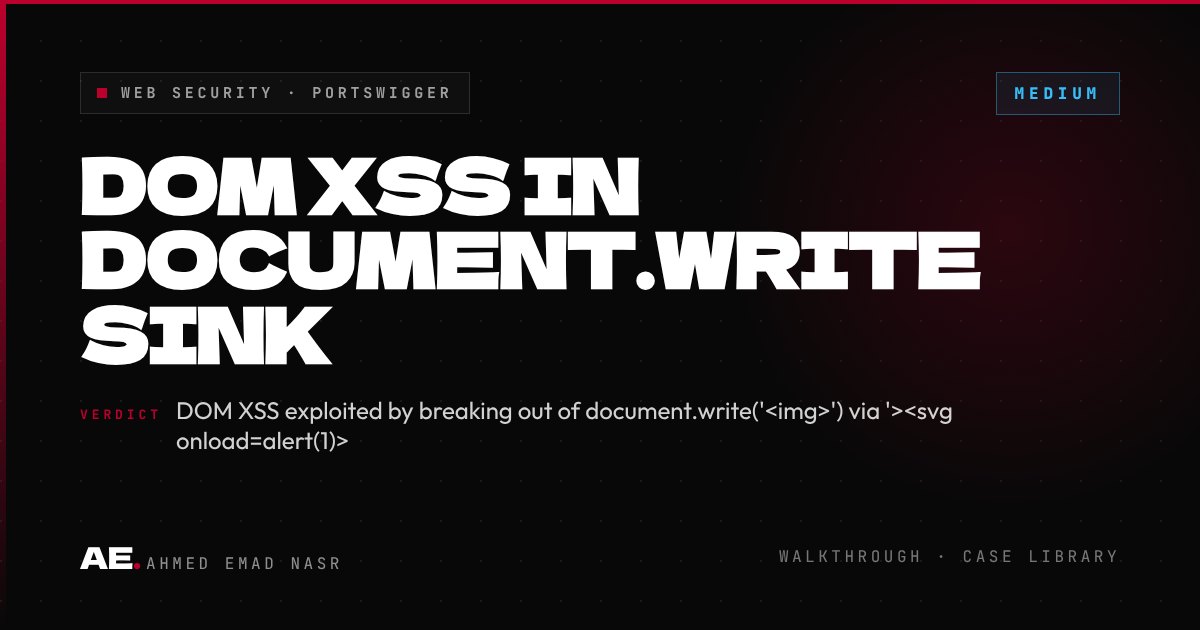 WEB SECURITY · PORTSWIGGER
MEDIUM
DOM XSS IN
DOCUMENT.WRITE
SINK
VERDICT DOM XSS exploited by breaking out of document.write('<img>') via '><svg
onload=alert(1)>
AE. AHMED EMAD NASR
WALKTHROUGH · CASE LIBRARY